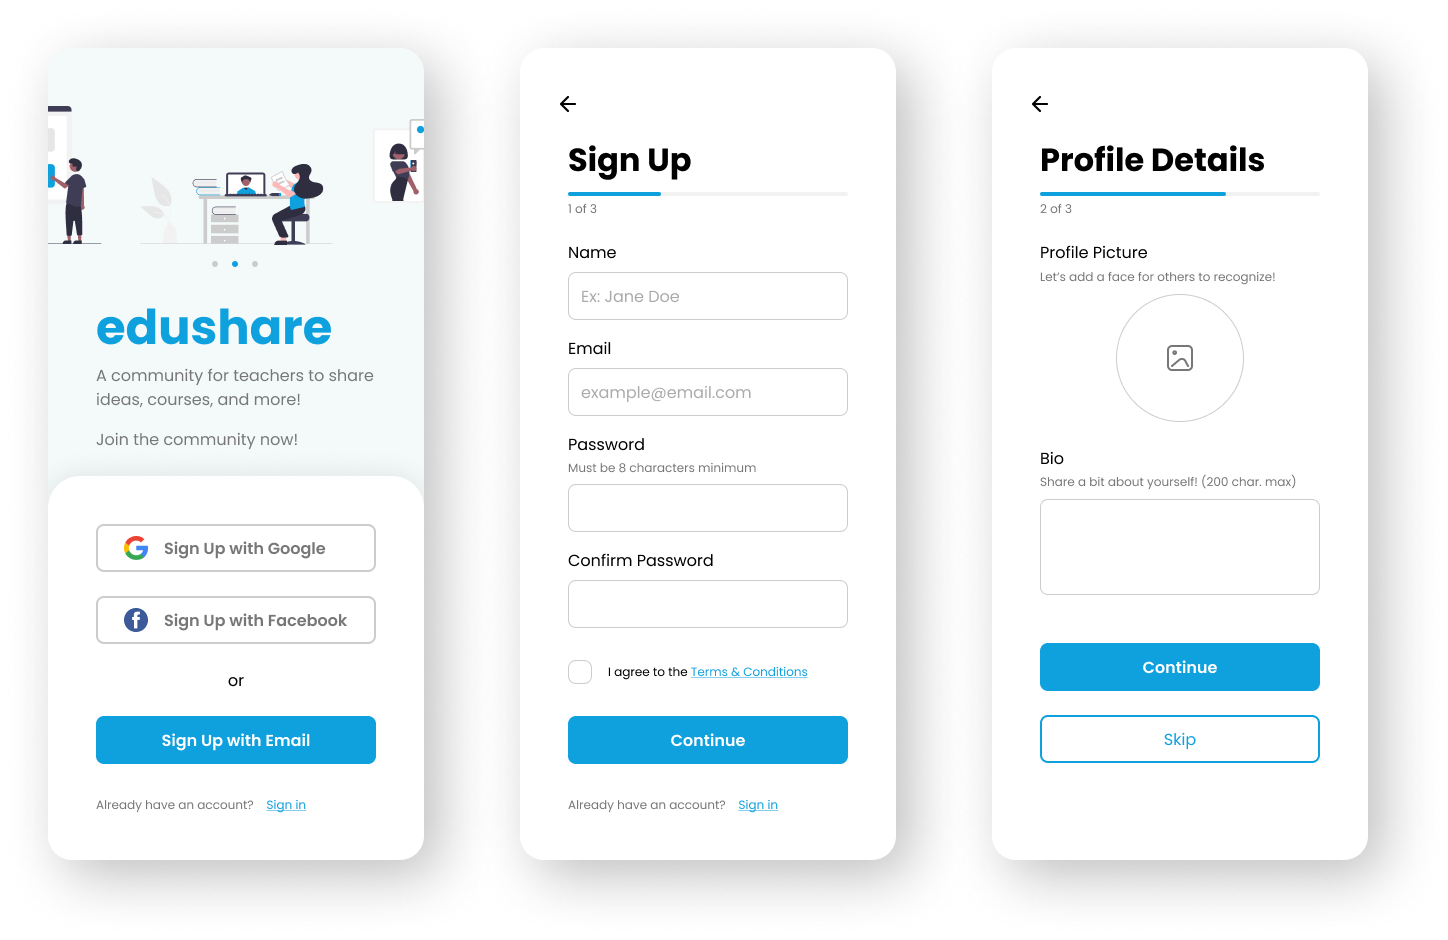 edushare
A community for teachers to share
ideas, courses, and more!
Join the community now!
Sign Up with Google
Sign Up with Facebook
or
Sign Up with Email
Already have an account? Sign in
Sign Up
1 of 3
Name
Ex: Jane Doe
Email
example@email.com
Password
Must be 8 characters minimum
Confirm Password
I agree to the Terms & Conditions
Continue
Already have an account? Sign in
Profile Details
2 of 3
Profile Picture
Let's add a face for others to recognize!
Bio
Share a bit about yourself! (200 char. max)
Continue
Skip